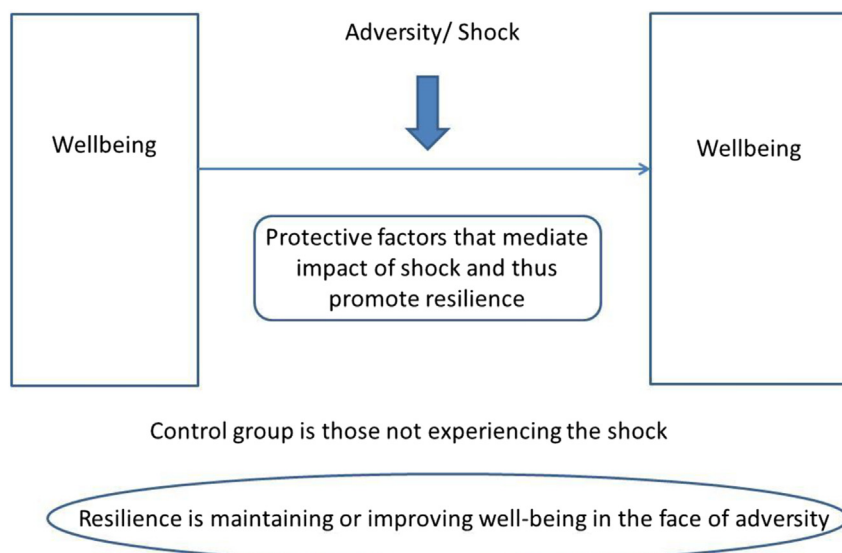 Adversity/ Shock
Wellbeing
Wellbeing
Protective factors that mediate
impact of shock and thus
promote resilience
Control group is those not experiencing the shock
Resilience is maintaining or improving well-being in the face of adversity